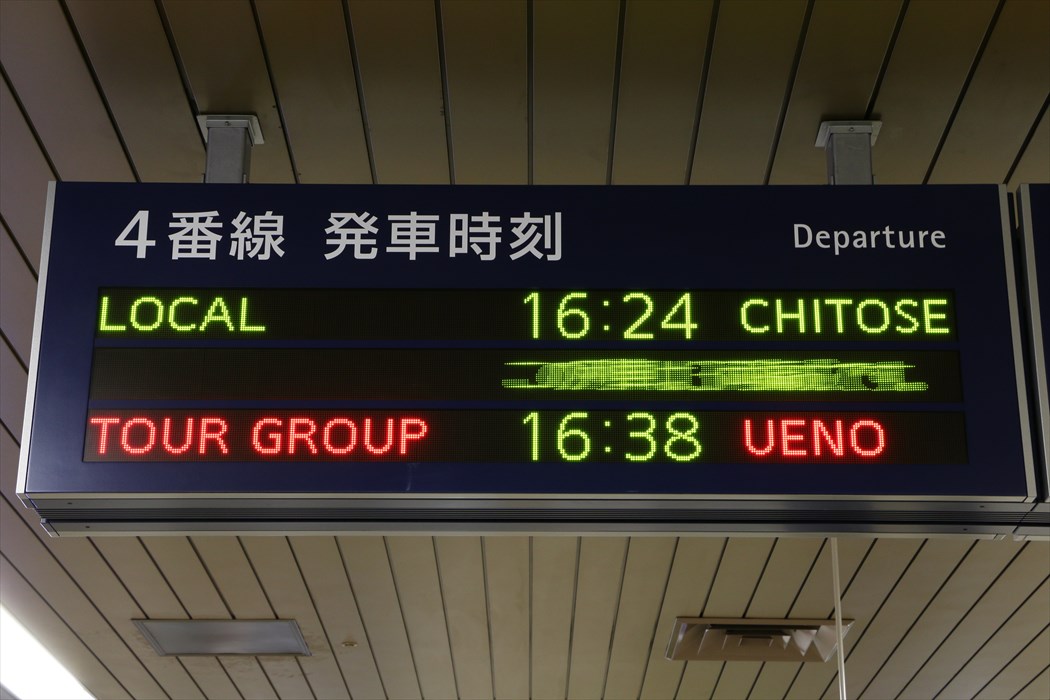 4番線 発車時刻 Departure
LOCAL 16:24 CHITOSE
TOUR GROUP 16:38 UENO